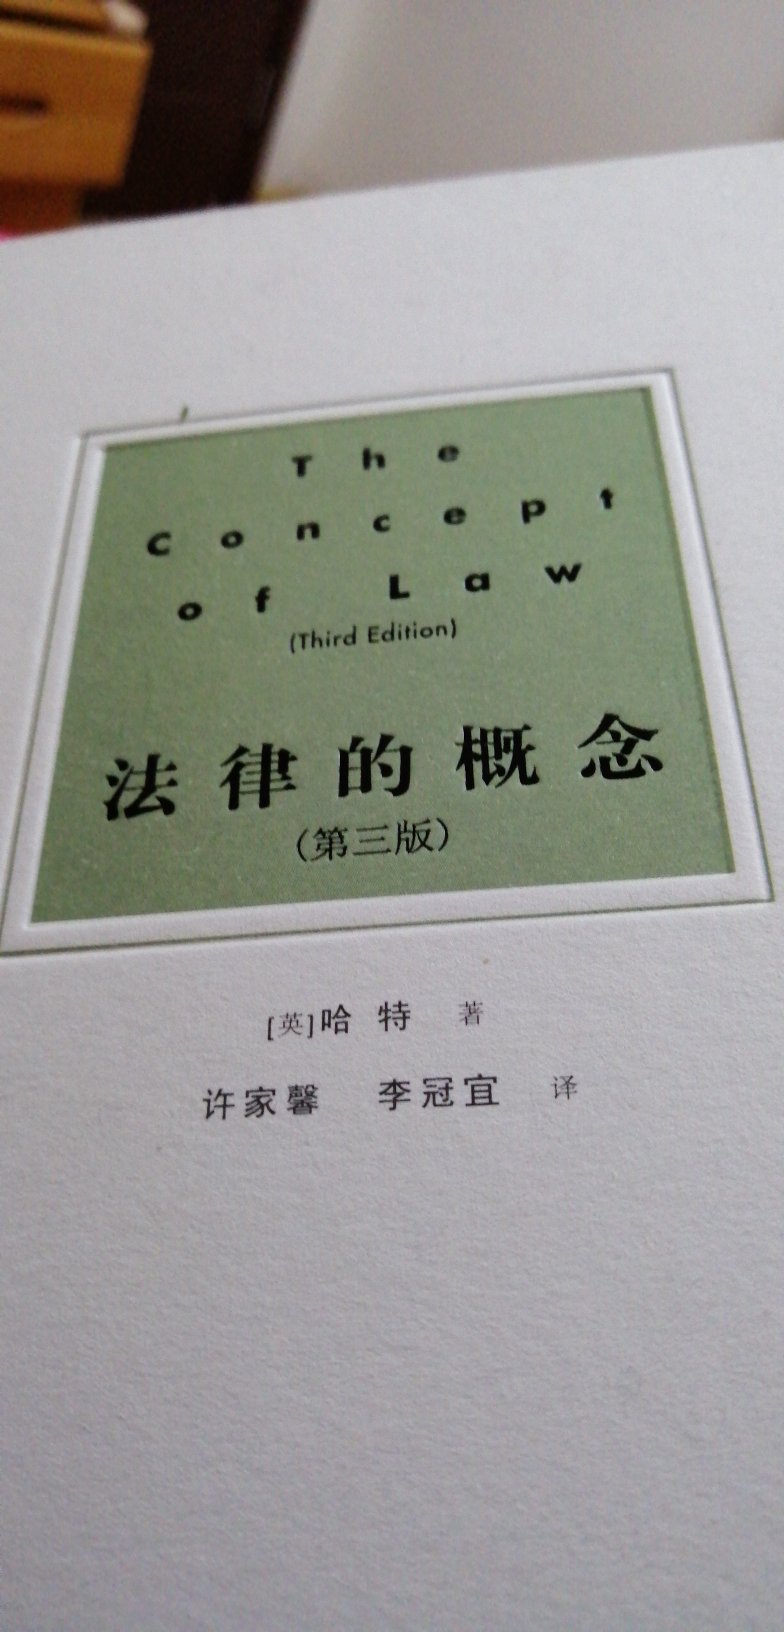 The
Concept
of Law
(Third Edition)
法律的概念
(第三版)
[英]哈特 著
许家馨 李冠宜 译